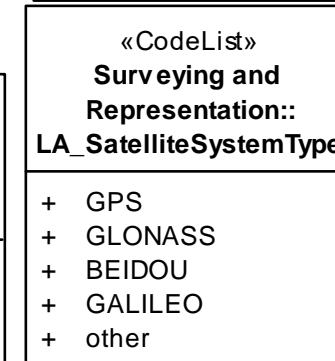 «CodeList»
Surveying and
Representation::
LA_SatelliteSystemType
+ GPS
+ GLONASS
+ BEIDOU
+ GALILEO
+ other